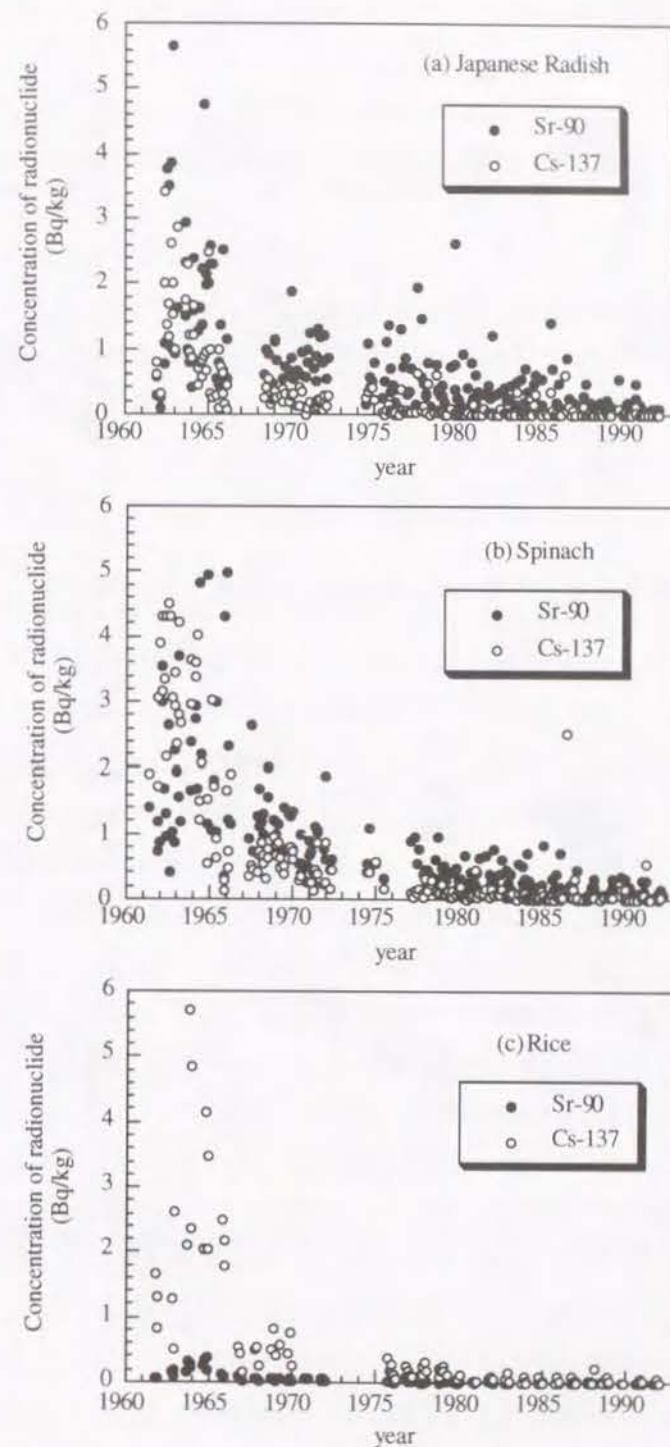 6
5
4
3
2
1
0
Concentration of radionuclide
(Bq/kg)
(a) Japanese Radish
Sr-90
Cs-137
1960 1965 1970 1975 1980 1985 1990
year
6
5
4
3
2
1
0
Concentration of radionuclide
(Bq/kg)
(b) Spinach
Sr-90
Cs-137
1960 1965 1970 1975 1980 1985 1990
year
6
5
4
3
2
1
0
Concentration of radionuclide
(Bq/kg)
(c) Rice
Sr-90
Cs-137
1960 1965 1970 1975 1980 1985 1990
year